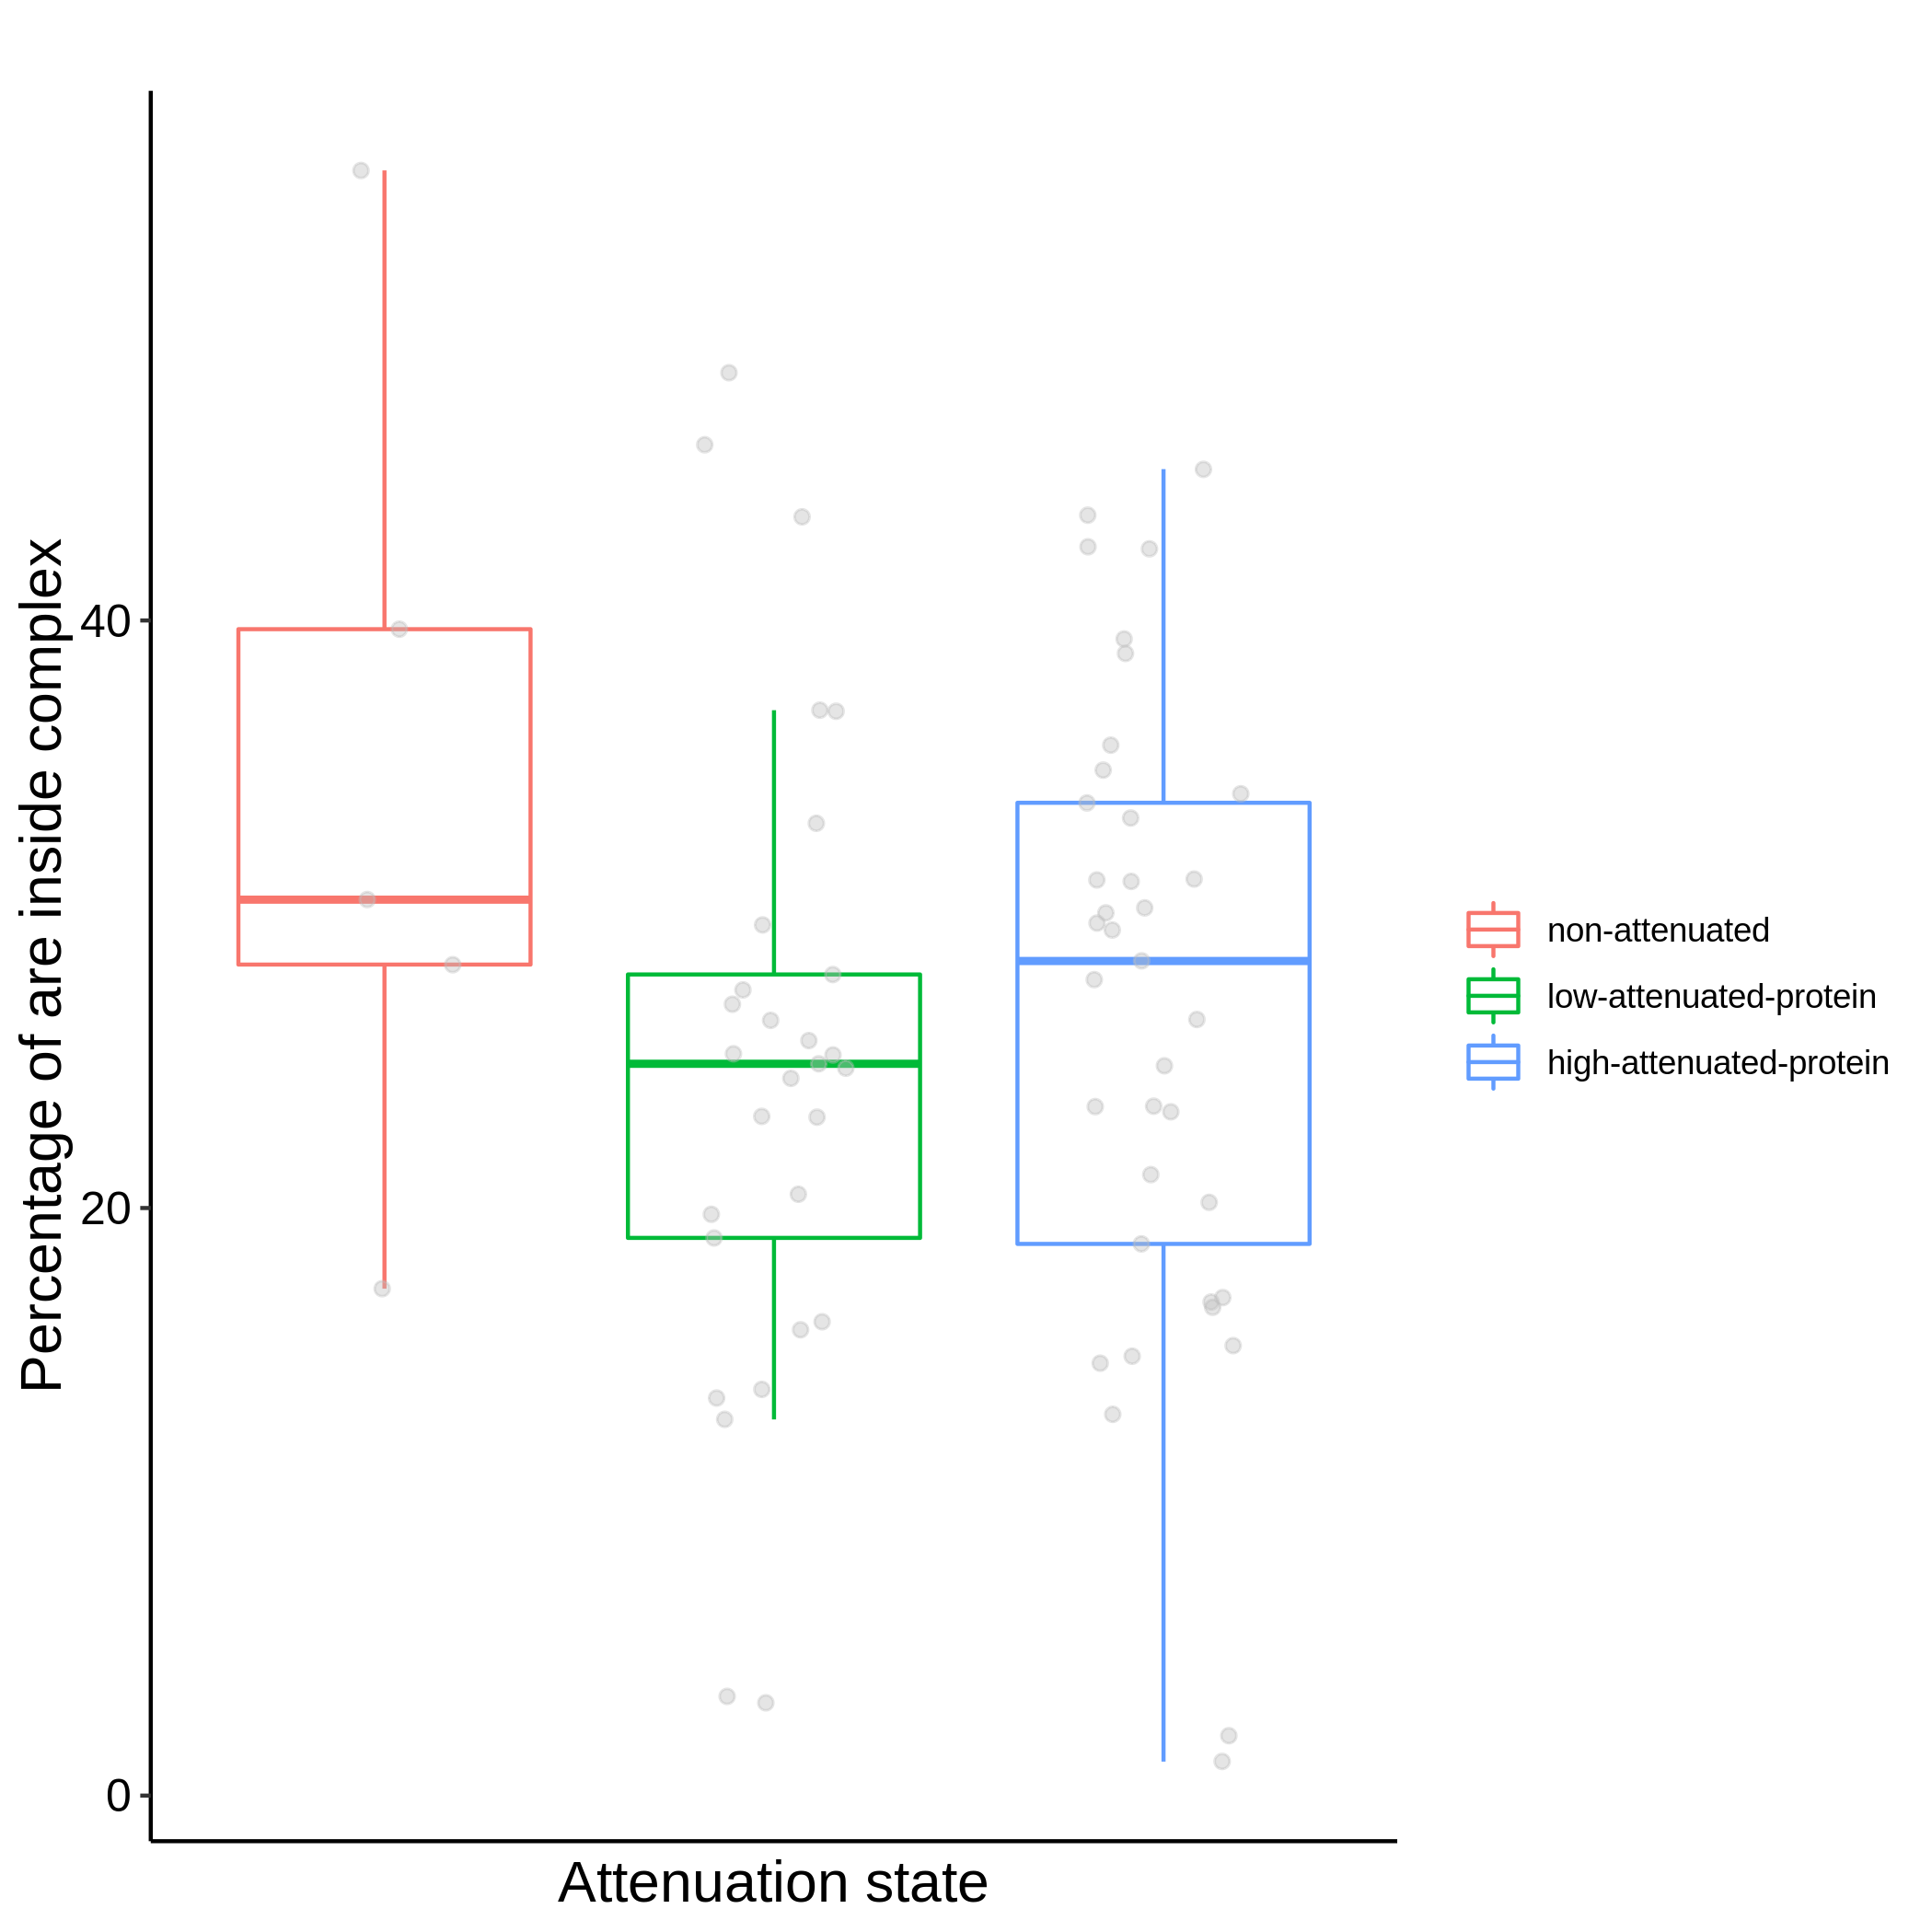 Percentage of are inside complex
40
20
0
Attenuation state
non-attenuated
low-attenuated-protein
high-attenuated-protein